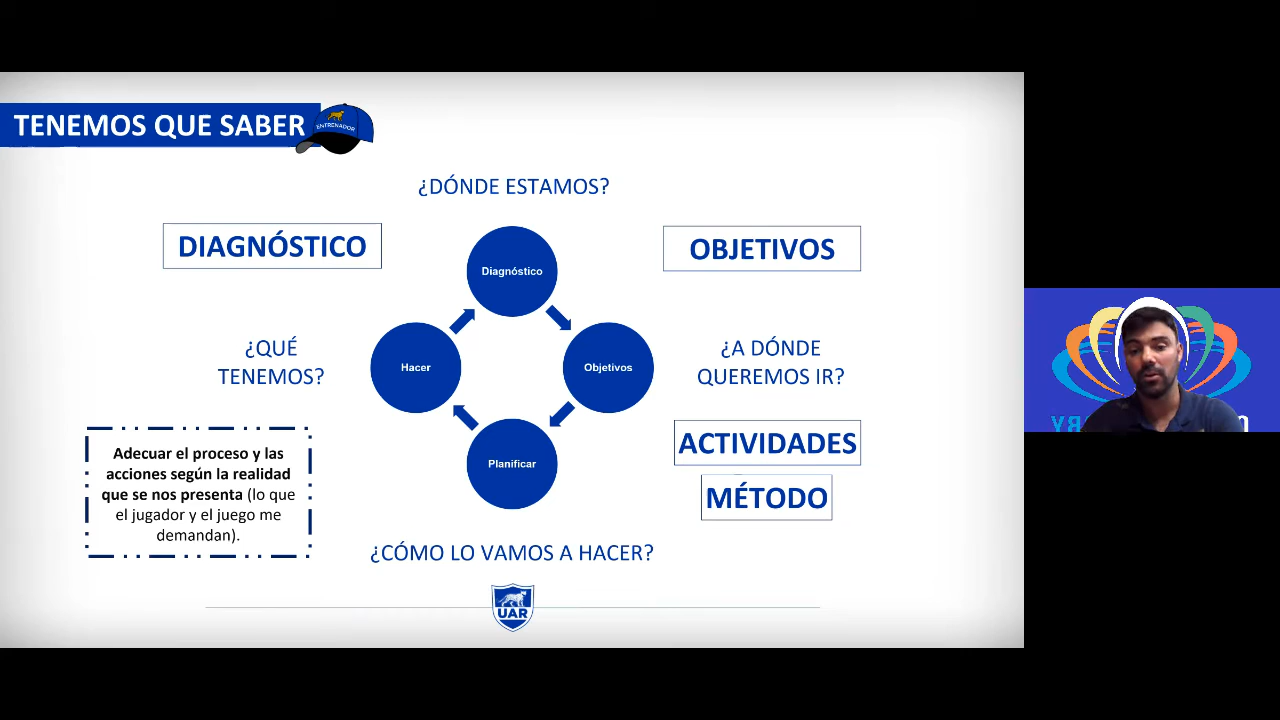 TENEMOS QUE SABER
ENTRENADOR
¿DÓNDE ESTAMOS?
DIAGNÓSTICO
OBJETIVOS
Diagnóstico
¿QUÉ
TENEMOS?
Hacer
Objetivos
¿A DÓNDE
QUEREMOS IR?
Planificar
ACTIVIDADES
MÉTODO
Adecuar el proceso y las
acciones según la realidad
que se nos presenta (lo que
el jugador y el juego me
demandan).
¿CÓMO LO VAMOS A HACER?
UAR